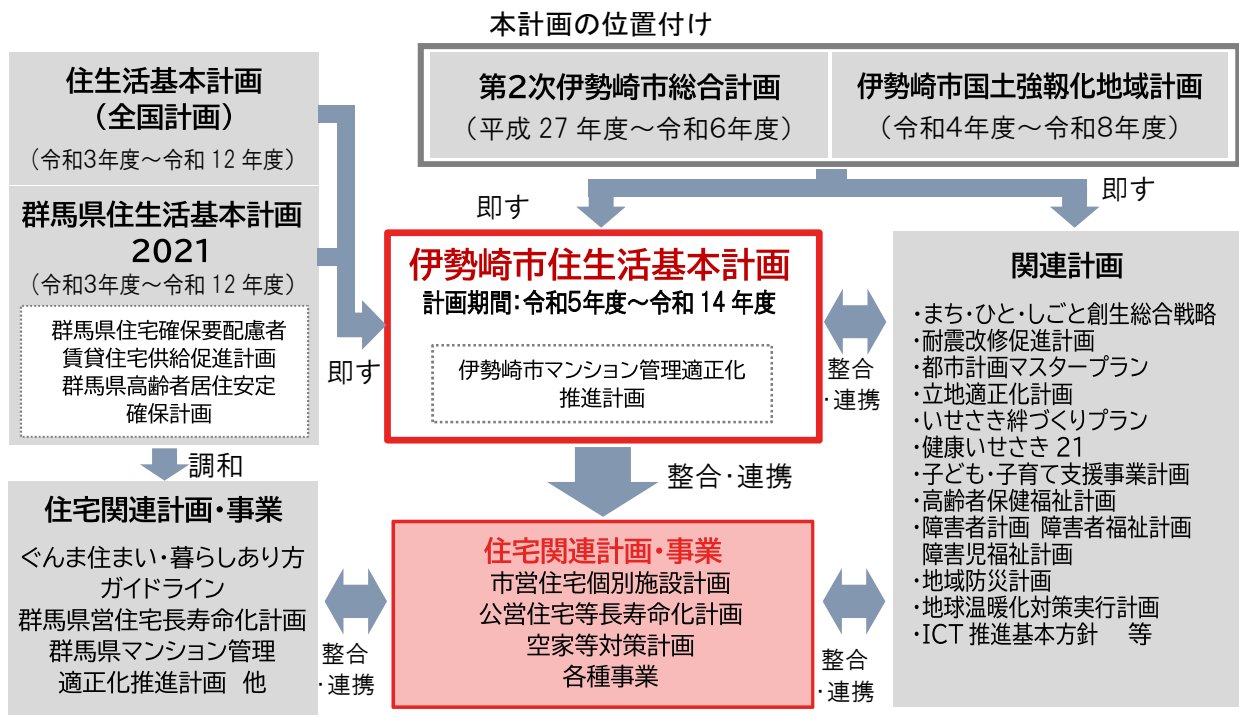 本計画の位置付け
住生活基本計画
（全国計画）
（令和3年度～令和 12 年度）
群馬県住生活基本計画
2021
（令和3年度～令和 12 年度）
群馬県住宅確保要配慮者
賃貸住宅供給促進計画
群馬県高齢者居住安定
確保計画
第2次伊勢崎市総合計画
（平成 27 年度～令和6年度）
伊勢崎市国土強靱化地域計画
（令和4年度～令和8年度）
即す
即す
即す
伊勢崎市住生活基本計画
計画期間：令和5年度～令和 14 年度
伊勢崎市マンション管理適正化
推進計画
整合
・連携
関連計画
・まち・ひと・しごと創生総合戦略
・耐震改修促進計画
・都市計画マスタープラン
・立地適正化計画
・いせさき絆づくりプラン
・健康いせさき 21
・子ども・子育て支援事業計画
・高齢者保健福祉計画
・障害者計画 障害者福祉計画
障害児福祉計画
・地域防災計画
・地球温暖化対策実行計画
・ICT 推進基本方針　等
調和
整合・連携
住宅関連計画・事業
ぐんま住まい・暮らしあり方
ガイドライン
群馬県営住宅長寿命化計画
群馬県マンション管理
適正化推進計画 他
整合
・連携
住宅関連計画・事業
市営住宅個別施設計画
公営住宅等長寿命化計画
空家等対策計画
各種事業
整合
・連携